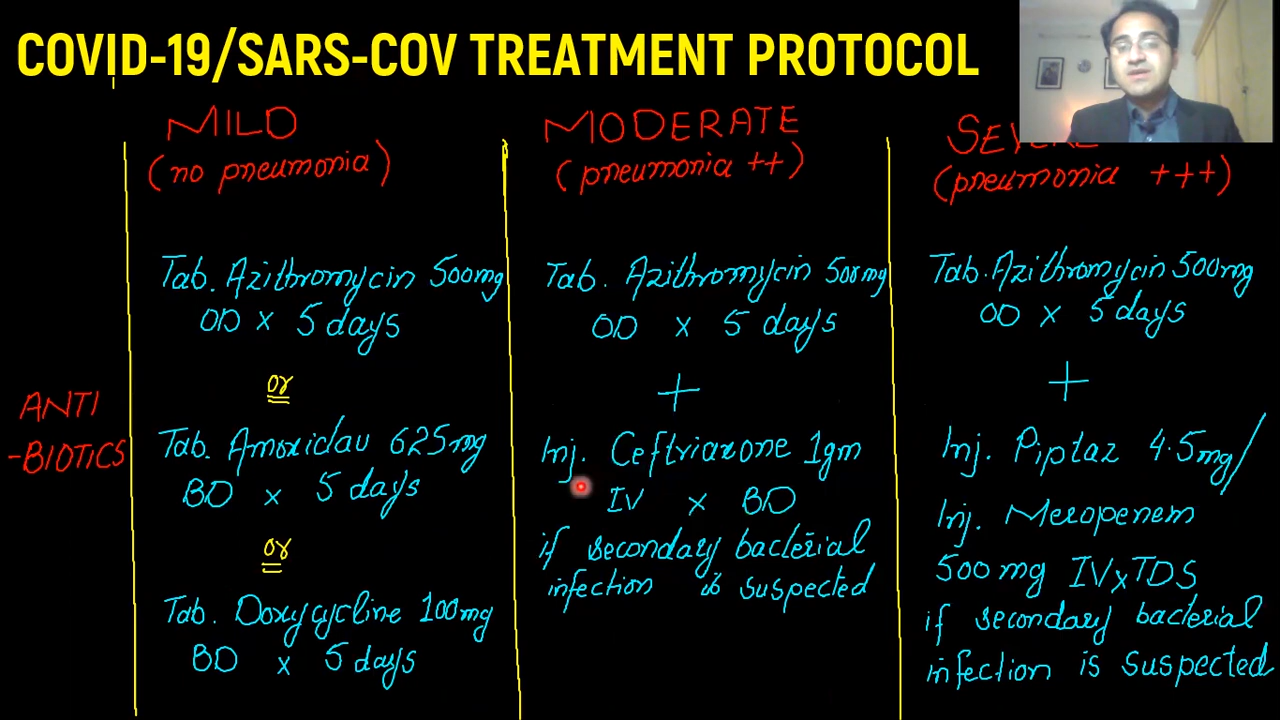 COVID-19/SARS-COV TREATMENT PROTOCOL
MILD
(no pneumonia)
MODERATE
(pneumonia ++)
SEVERE
(pneumonia +++)
ANTI
-BIOTICS
Tab. Azithromycin 500mg
OD x 5 days
or
Tab. Amoxiclav 625mg
BD x 5 days
or
Tab. Doxycycline 100mg
BD x 5 days
Tab. Azithromycin 500mg
OD x 5 days
+
Inj. Ceftriaxone 1gm
IV x BD
if secondary bacterial
infection is suspected
Tab. Azithromycin 500mg
OD x 5 days
+
Inj. Piptaz 4.5mg/
Inj. Meropenem
500mg IV x TDS
if secondary bacterial
infection is suspected